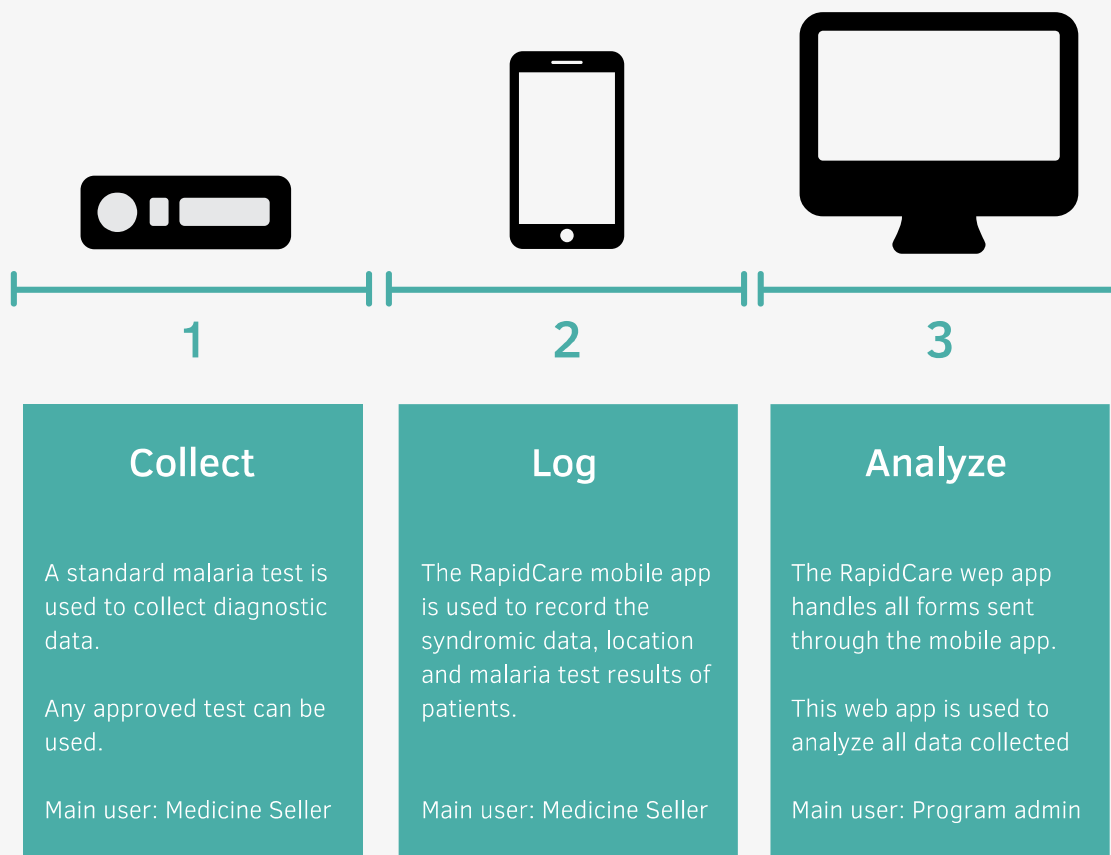 1
2
3
Collect
A standard malaria test is
used to collect diagnostic
data.
Any approved test can be
used.
Main user: Medicine Seller
Log
The RapidCare mobile app
is used to record the
syndromic data, location
and malaria test results of
patients.
Main user: Medicine Seller
Analyze
The RapidCare wep app
handles all forms sent
through the mobile app.
This web app is used to
analyze all data collected
Main user: Program admin